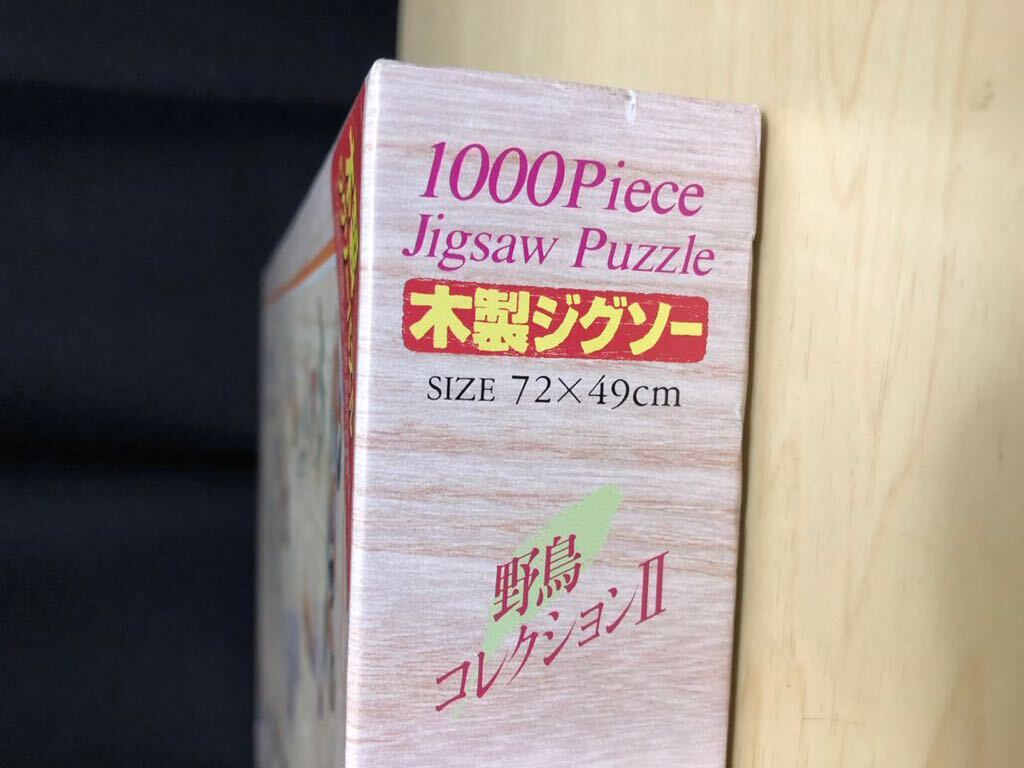 1000Piece
Jigsaw Puzzle
木製ジグソー
SIZE 72×49cm
野鳥
コレクションII